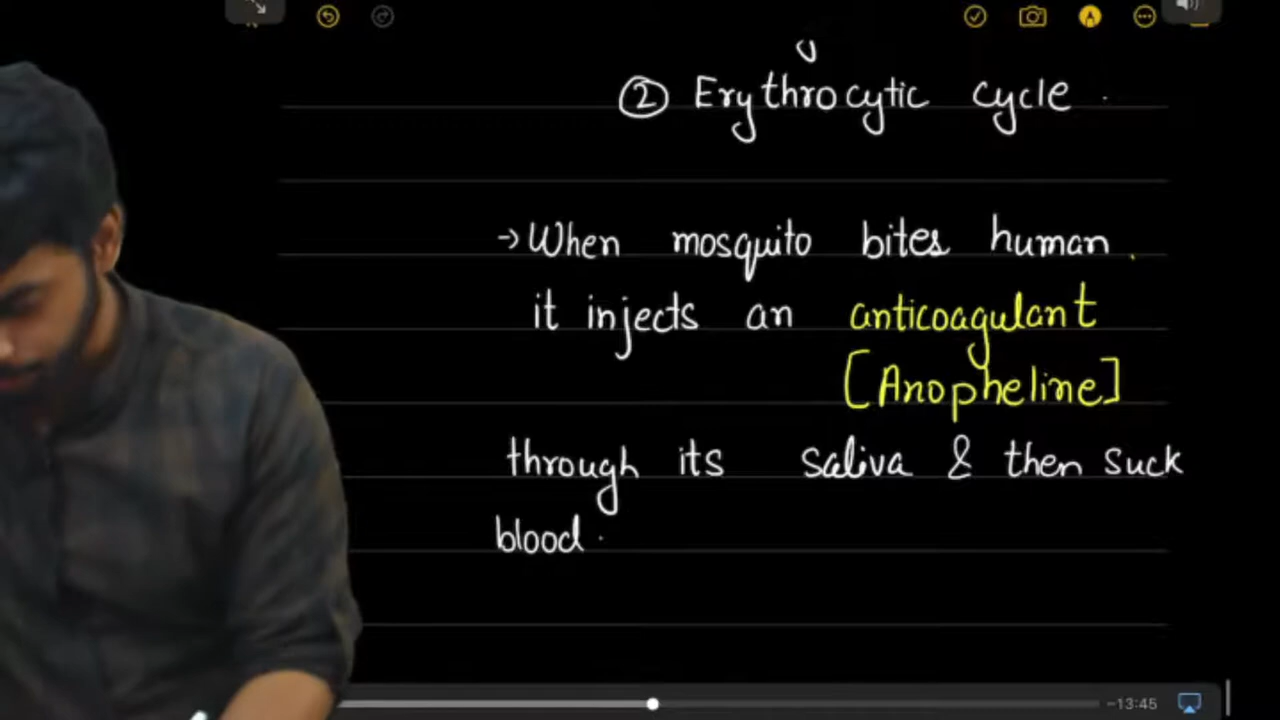 ② Erythrocytic cycle.
→ When mosquito bites human.
it injects an anticoagulant
[Anopheline]
through its saliva & then suck
blood.
-13:45